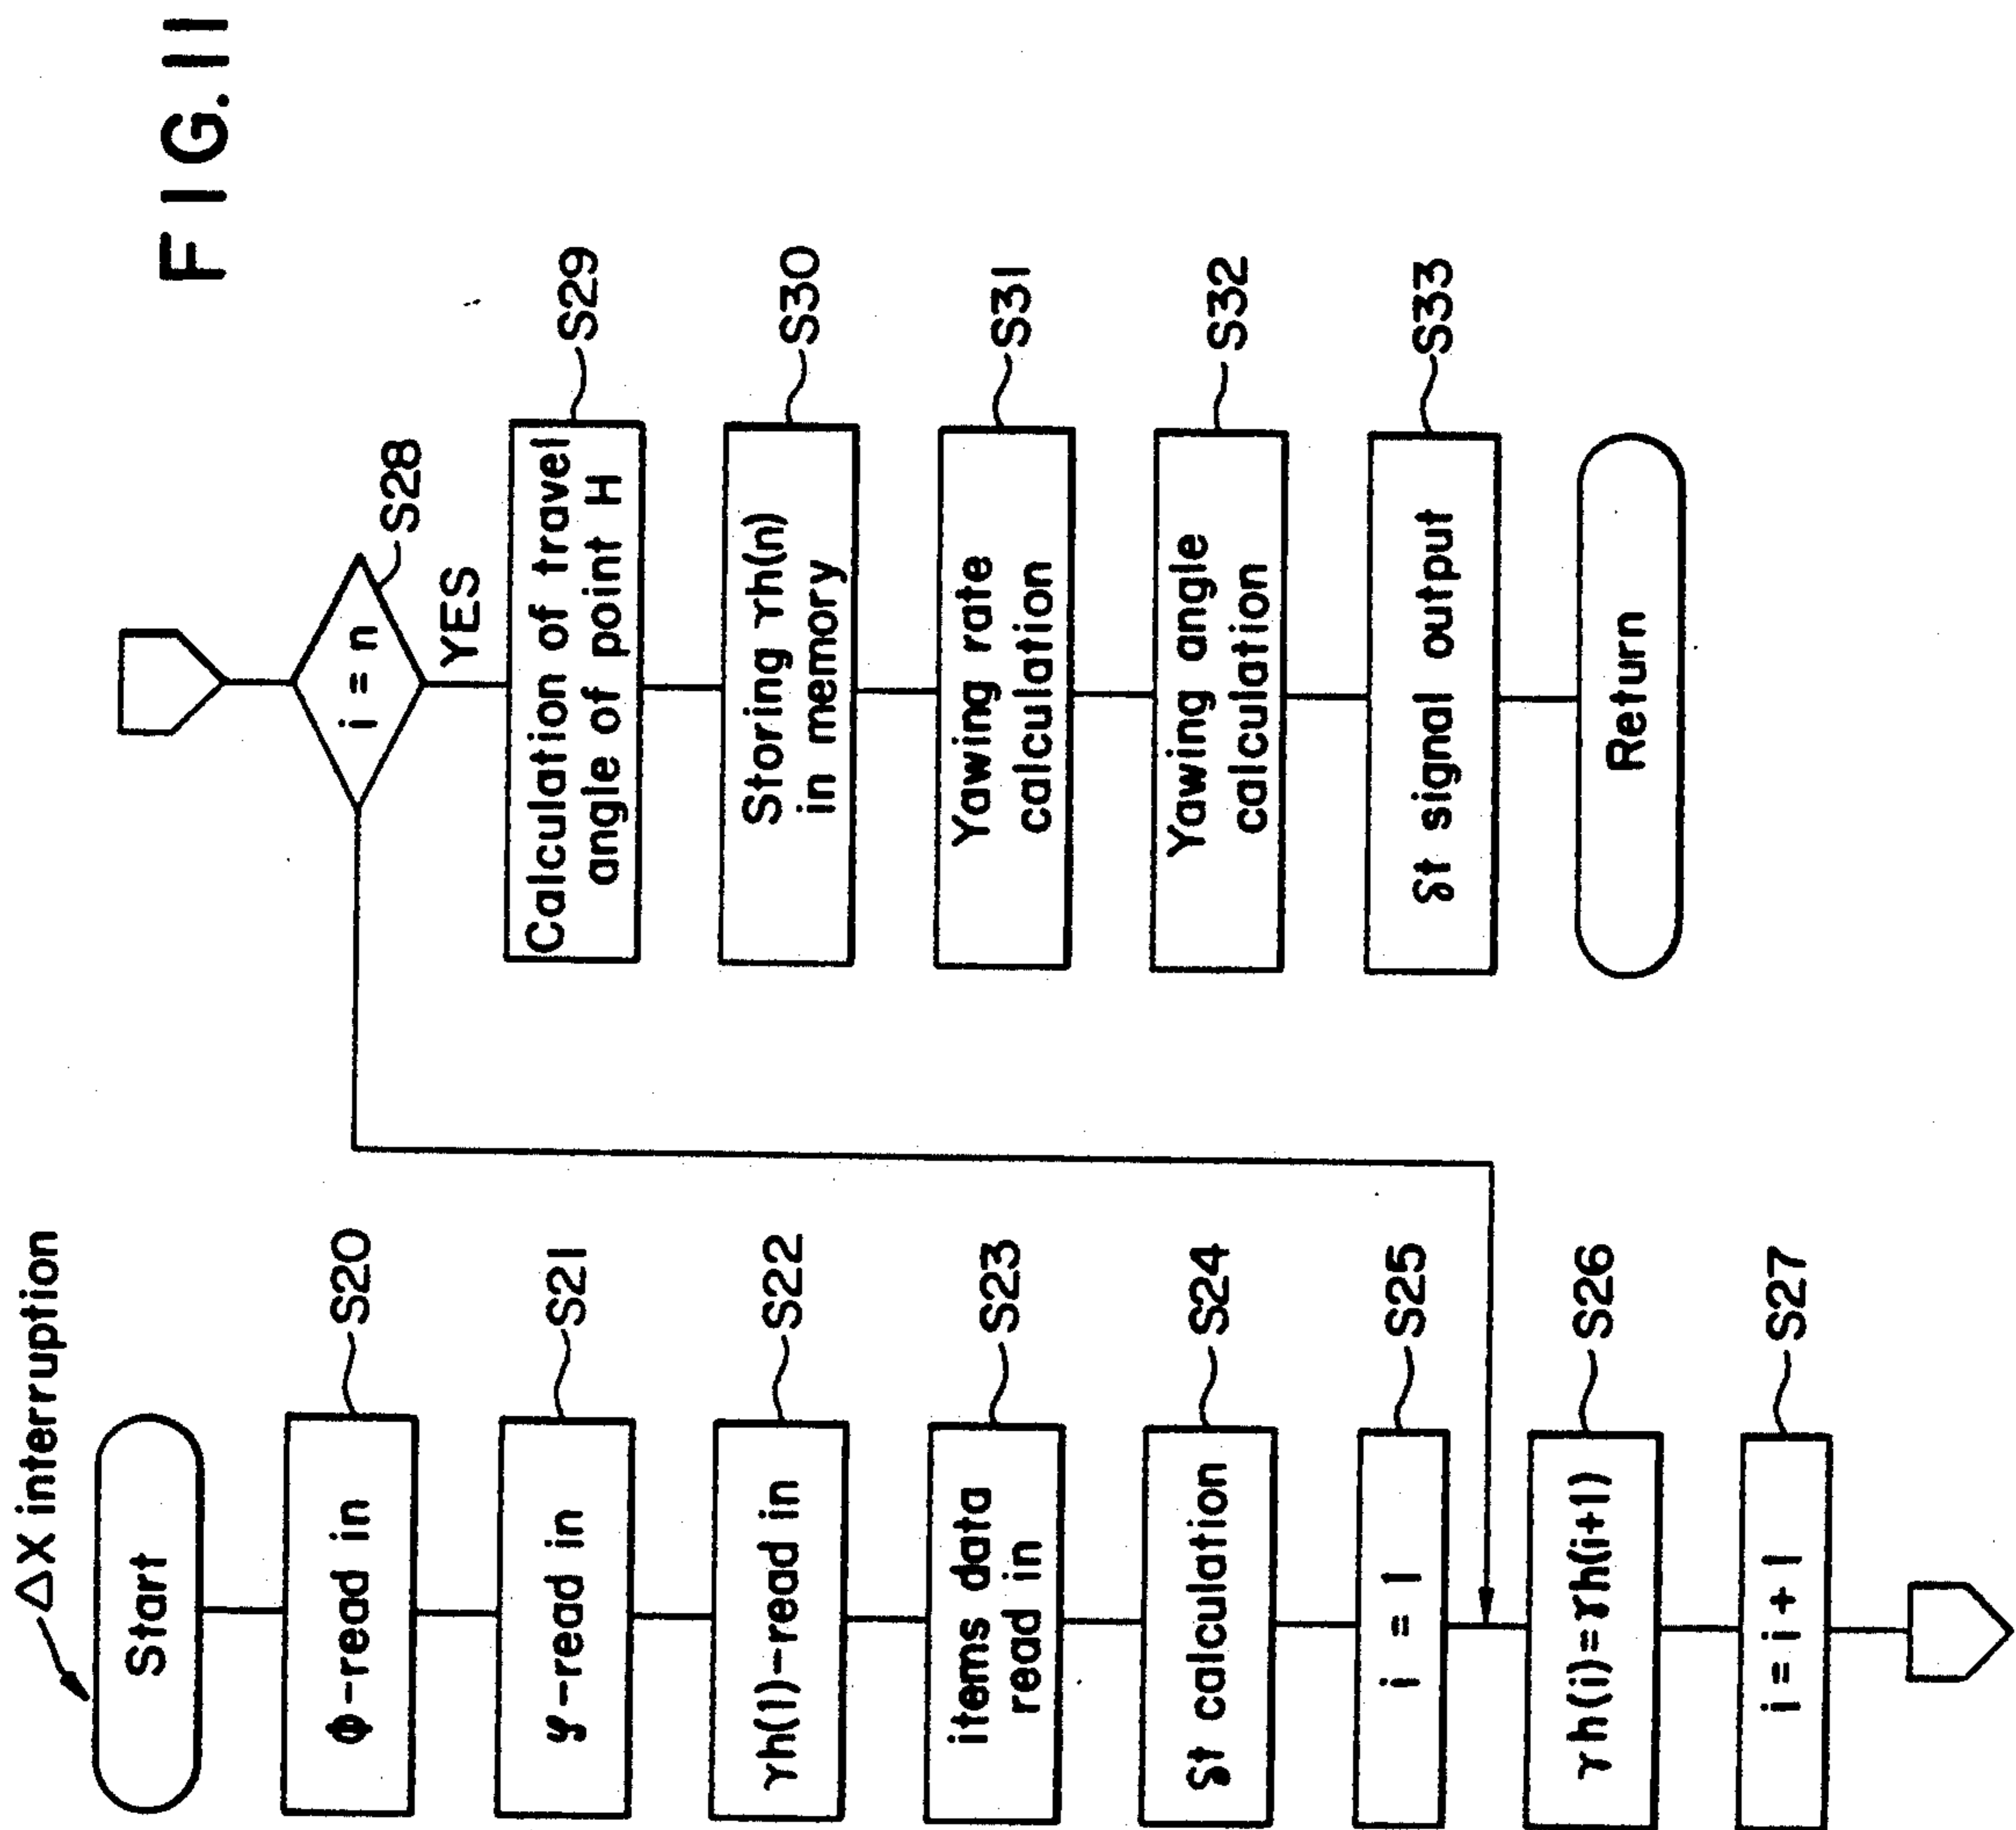 FIG. 11
ΔX interruption
Start
Φ-read in
S20
φ-read in
S21
γh(1)-read in
S22
items data
read in
S23
δt calculation
S24
i = 1
S25
γh(i)=γh(i+1)
S26
i = i + 1
S27
i = n
S28
YES
Calculation of travel
angle of point H
S29
Storing γh(n)
in memory
S30
Yawing rate
calculation
S31
Yawing angle
calculation
S32
δt signal output
S33
Return